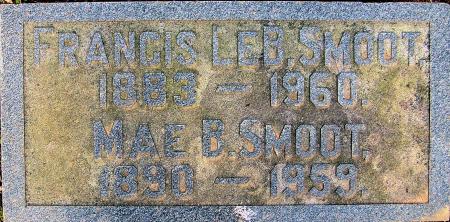 FRANCIS LEB. SMOOT.
1883 — 1960.
MAE B. SMOOT.
1890 — 1959.